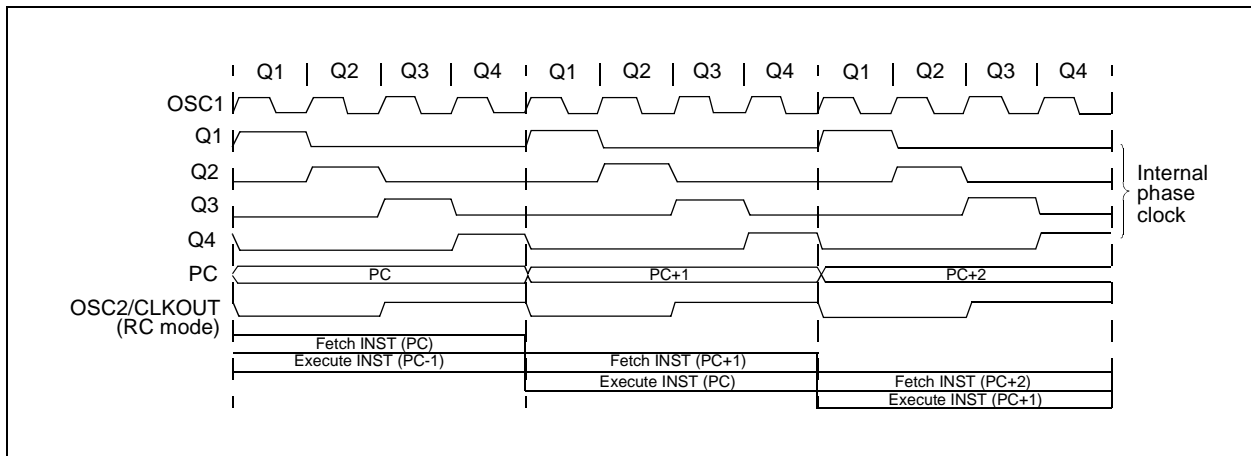 Q1 Q2 Q3 Q4 Q1 Q2 Q3 Q4 Q1 Q2 Q3 Q4
OSC1
Q1
Q2
Q3
Q4
Internal
phase
clock
PC
PC PC+1 PC+2
OSC2/CLKOUT
(RC mode)
Fetch INST (PC)
Execute INST (PC-1) Fetch INST (PC+1)
Execute INST (PC) Fetch INST (PC+2)
Execute INST (PC+1)